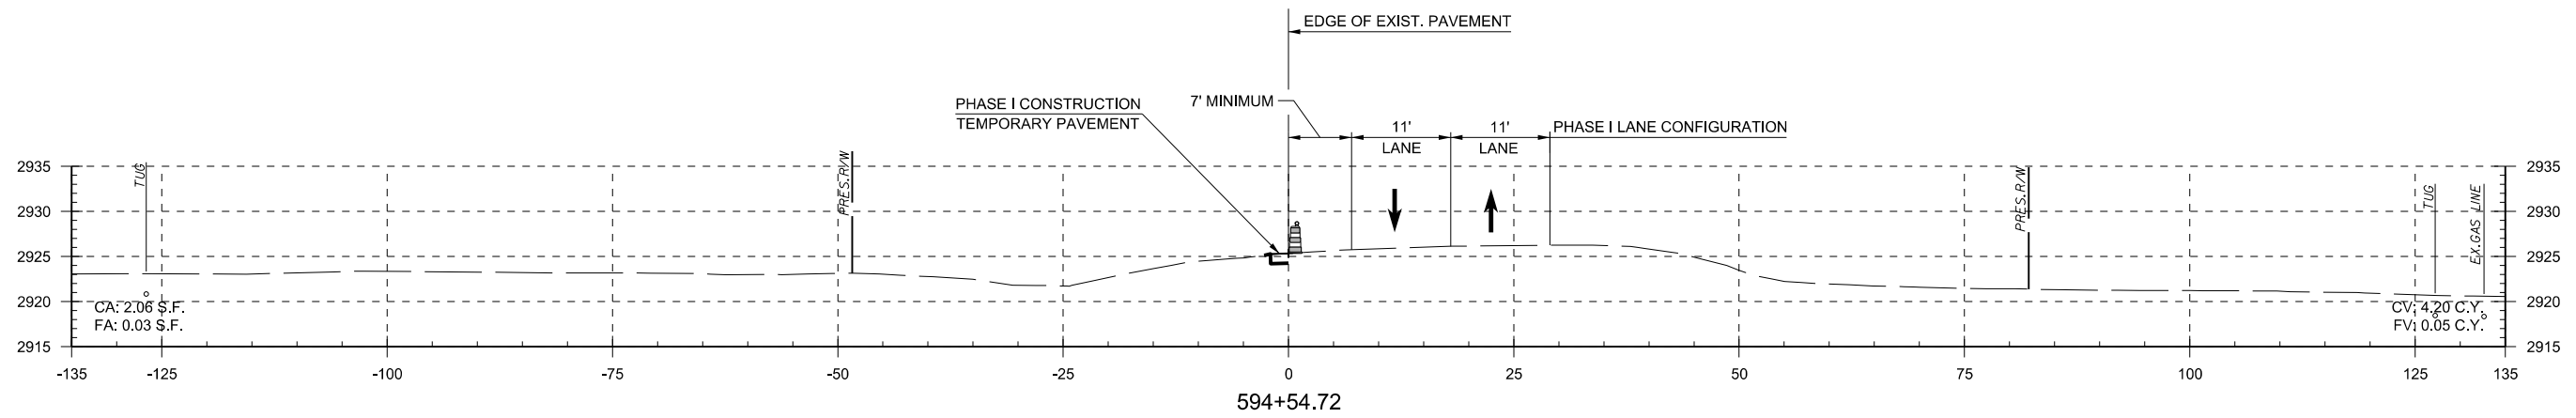 EDGE OF EXIST. PAVEMENT
PHASE I CONSTRUCTION
TEMPORARY PAVEMENT
7' MINIMUM
11'
LANE
11'
LANE
PHASE I LANE CONFIGURATION
2935
2930
2925
2920
2915
TUG
PRES.R/W
PRES.R/W
TUG
EX.GAS LINE
2935
2930
2925
2920
2915
CA: 2.06 S.F.
FA: 0.03 S.F.
CV: 4.20 C.Y.
FV: 0.05 C.Y.
-135
-125
-100
-75
-50
-25
0
25
50
75
100
125
135
594+54.72